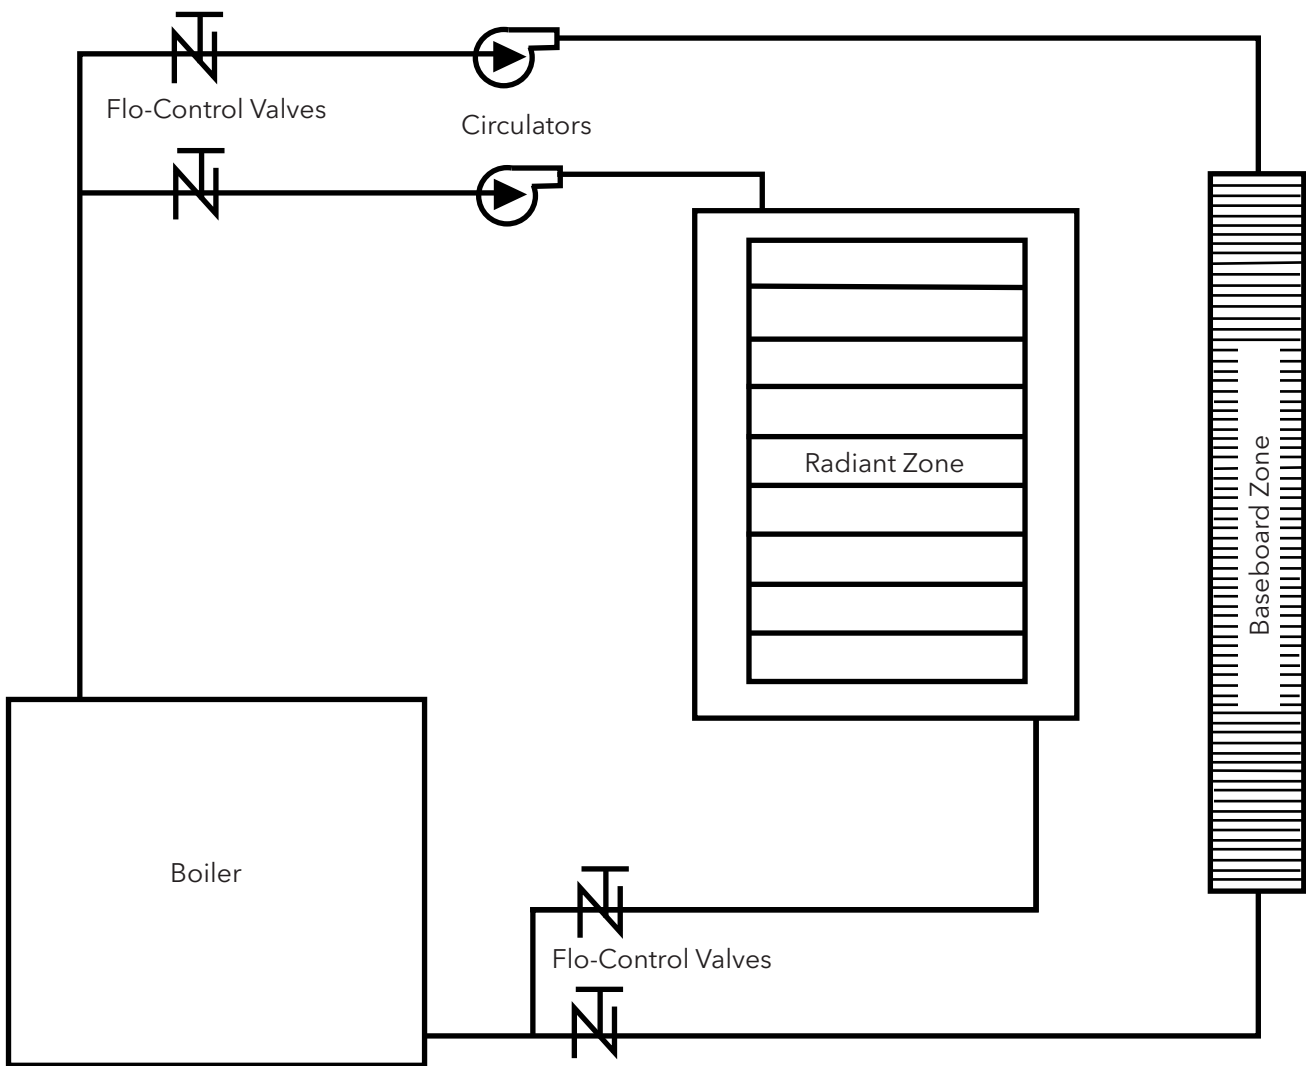 Flo-Control Valves
Circulators
Radiant Zone
Baseboard Zone
Boiler
Flo-Control Valves